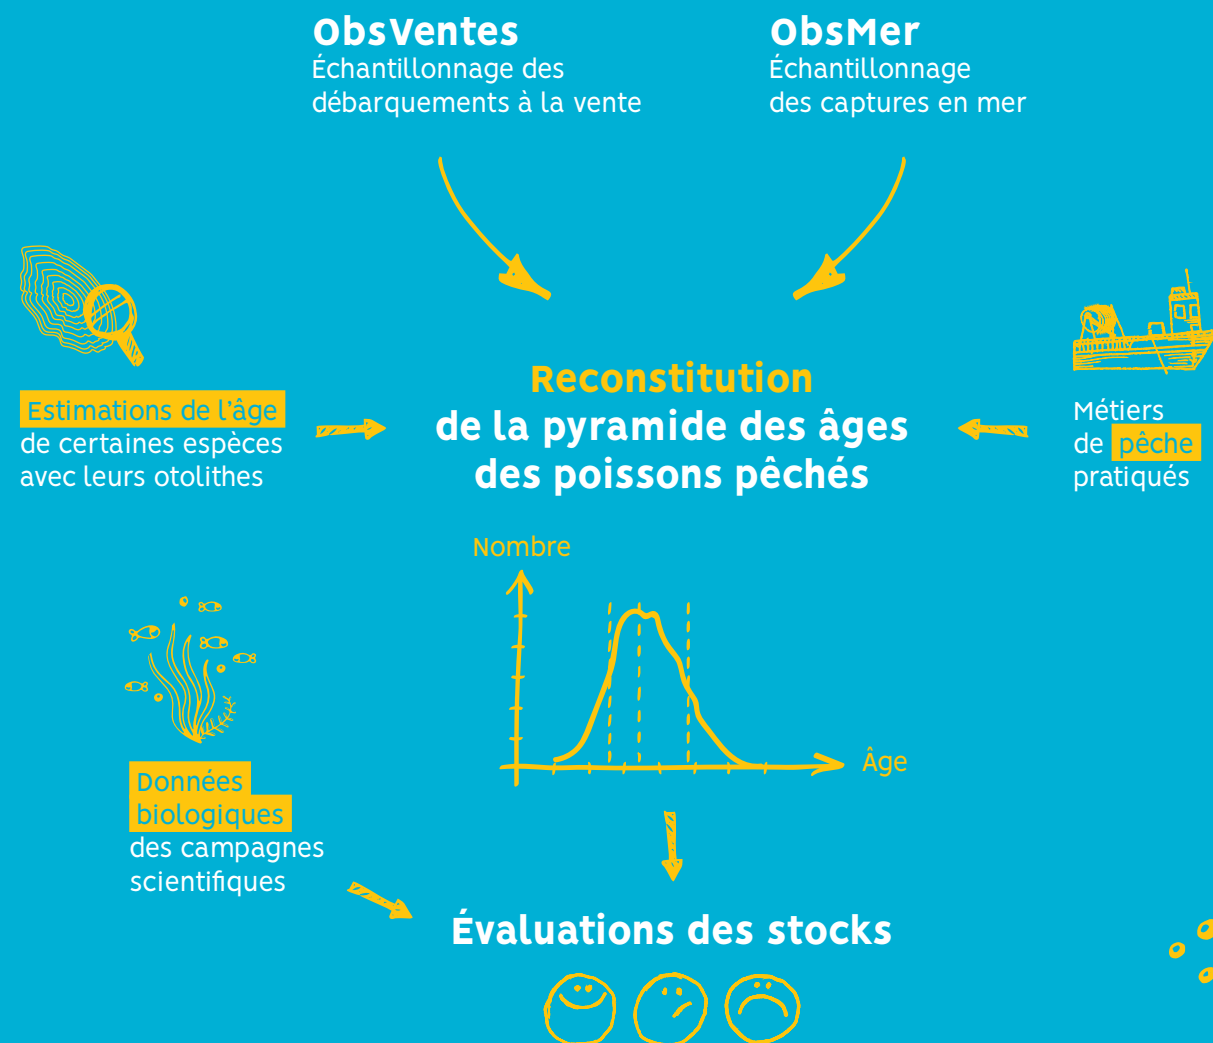 ObsVentes
Échantillonnage des
débarquements à la vente
ObsMer
Échantillonnage
des captures en mer
Estimations de l'âge
de certaines espèces
avec leurs otolithes
Reconstitution
de la pyramide des âges
des poissons pêchés
Métiers
de pêche
pratiqués
Nombre
Âge
Données
biologiques
des campagnes
scientifiques
Évaluations des stocks